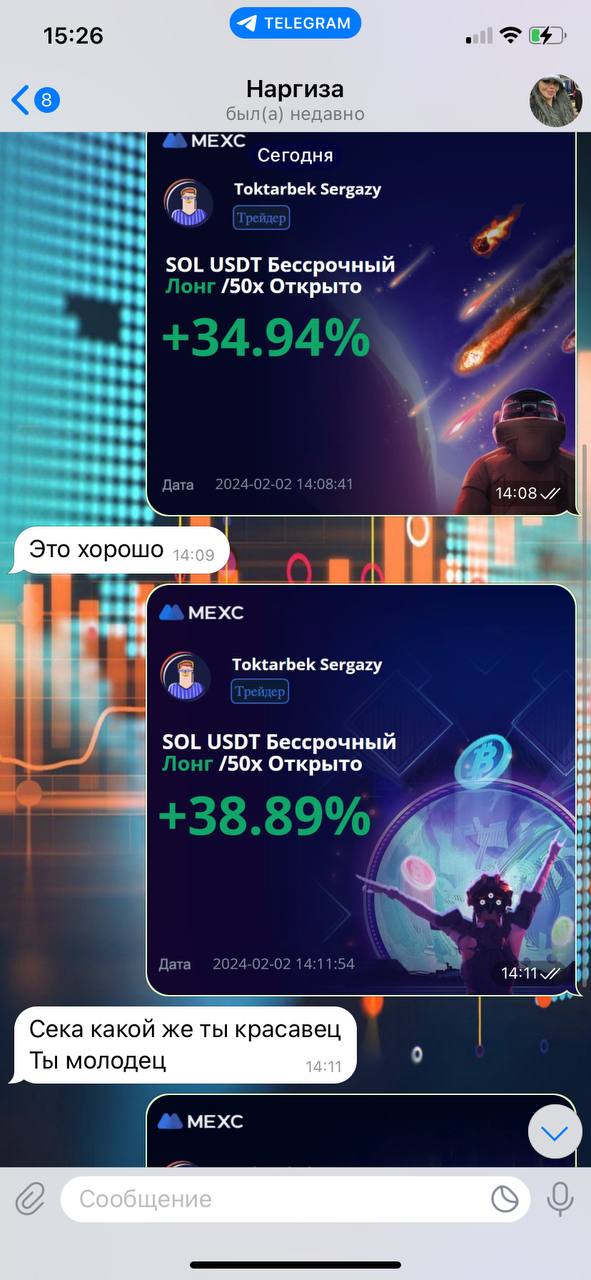 15:26
TELEGRAM
8
Наргиза
был(а) недавно
MEXC
Сегодня
Toktarbek Sergazy
Трейдер
SOL USDT Бессрочный
Лонг /50x Открыто
+34.94%
Дата 2024-02-02 14:08:41
14:08
Это хорошо 14:09
MEXC
Toktarbek Sergazy
Трейдер
SOL USDT Бессрочный
Лонг /50x Открыто
+38.89%
Дата 2024-02-02 14:11:54
14:11
Сека какой же ты красавец
Ты молодец 14:11
MEXC
Сообщение